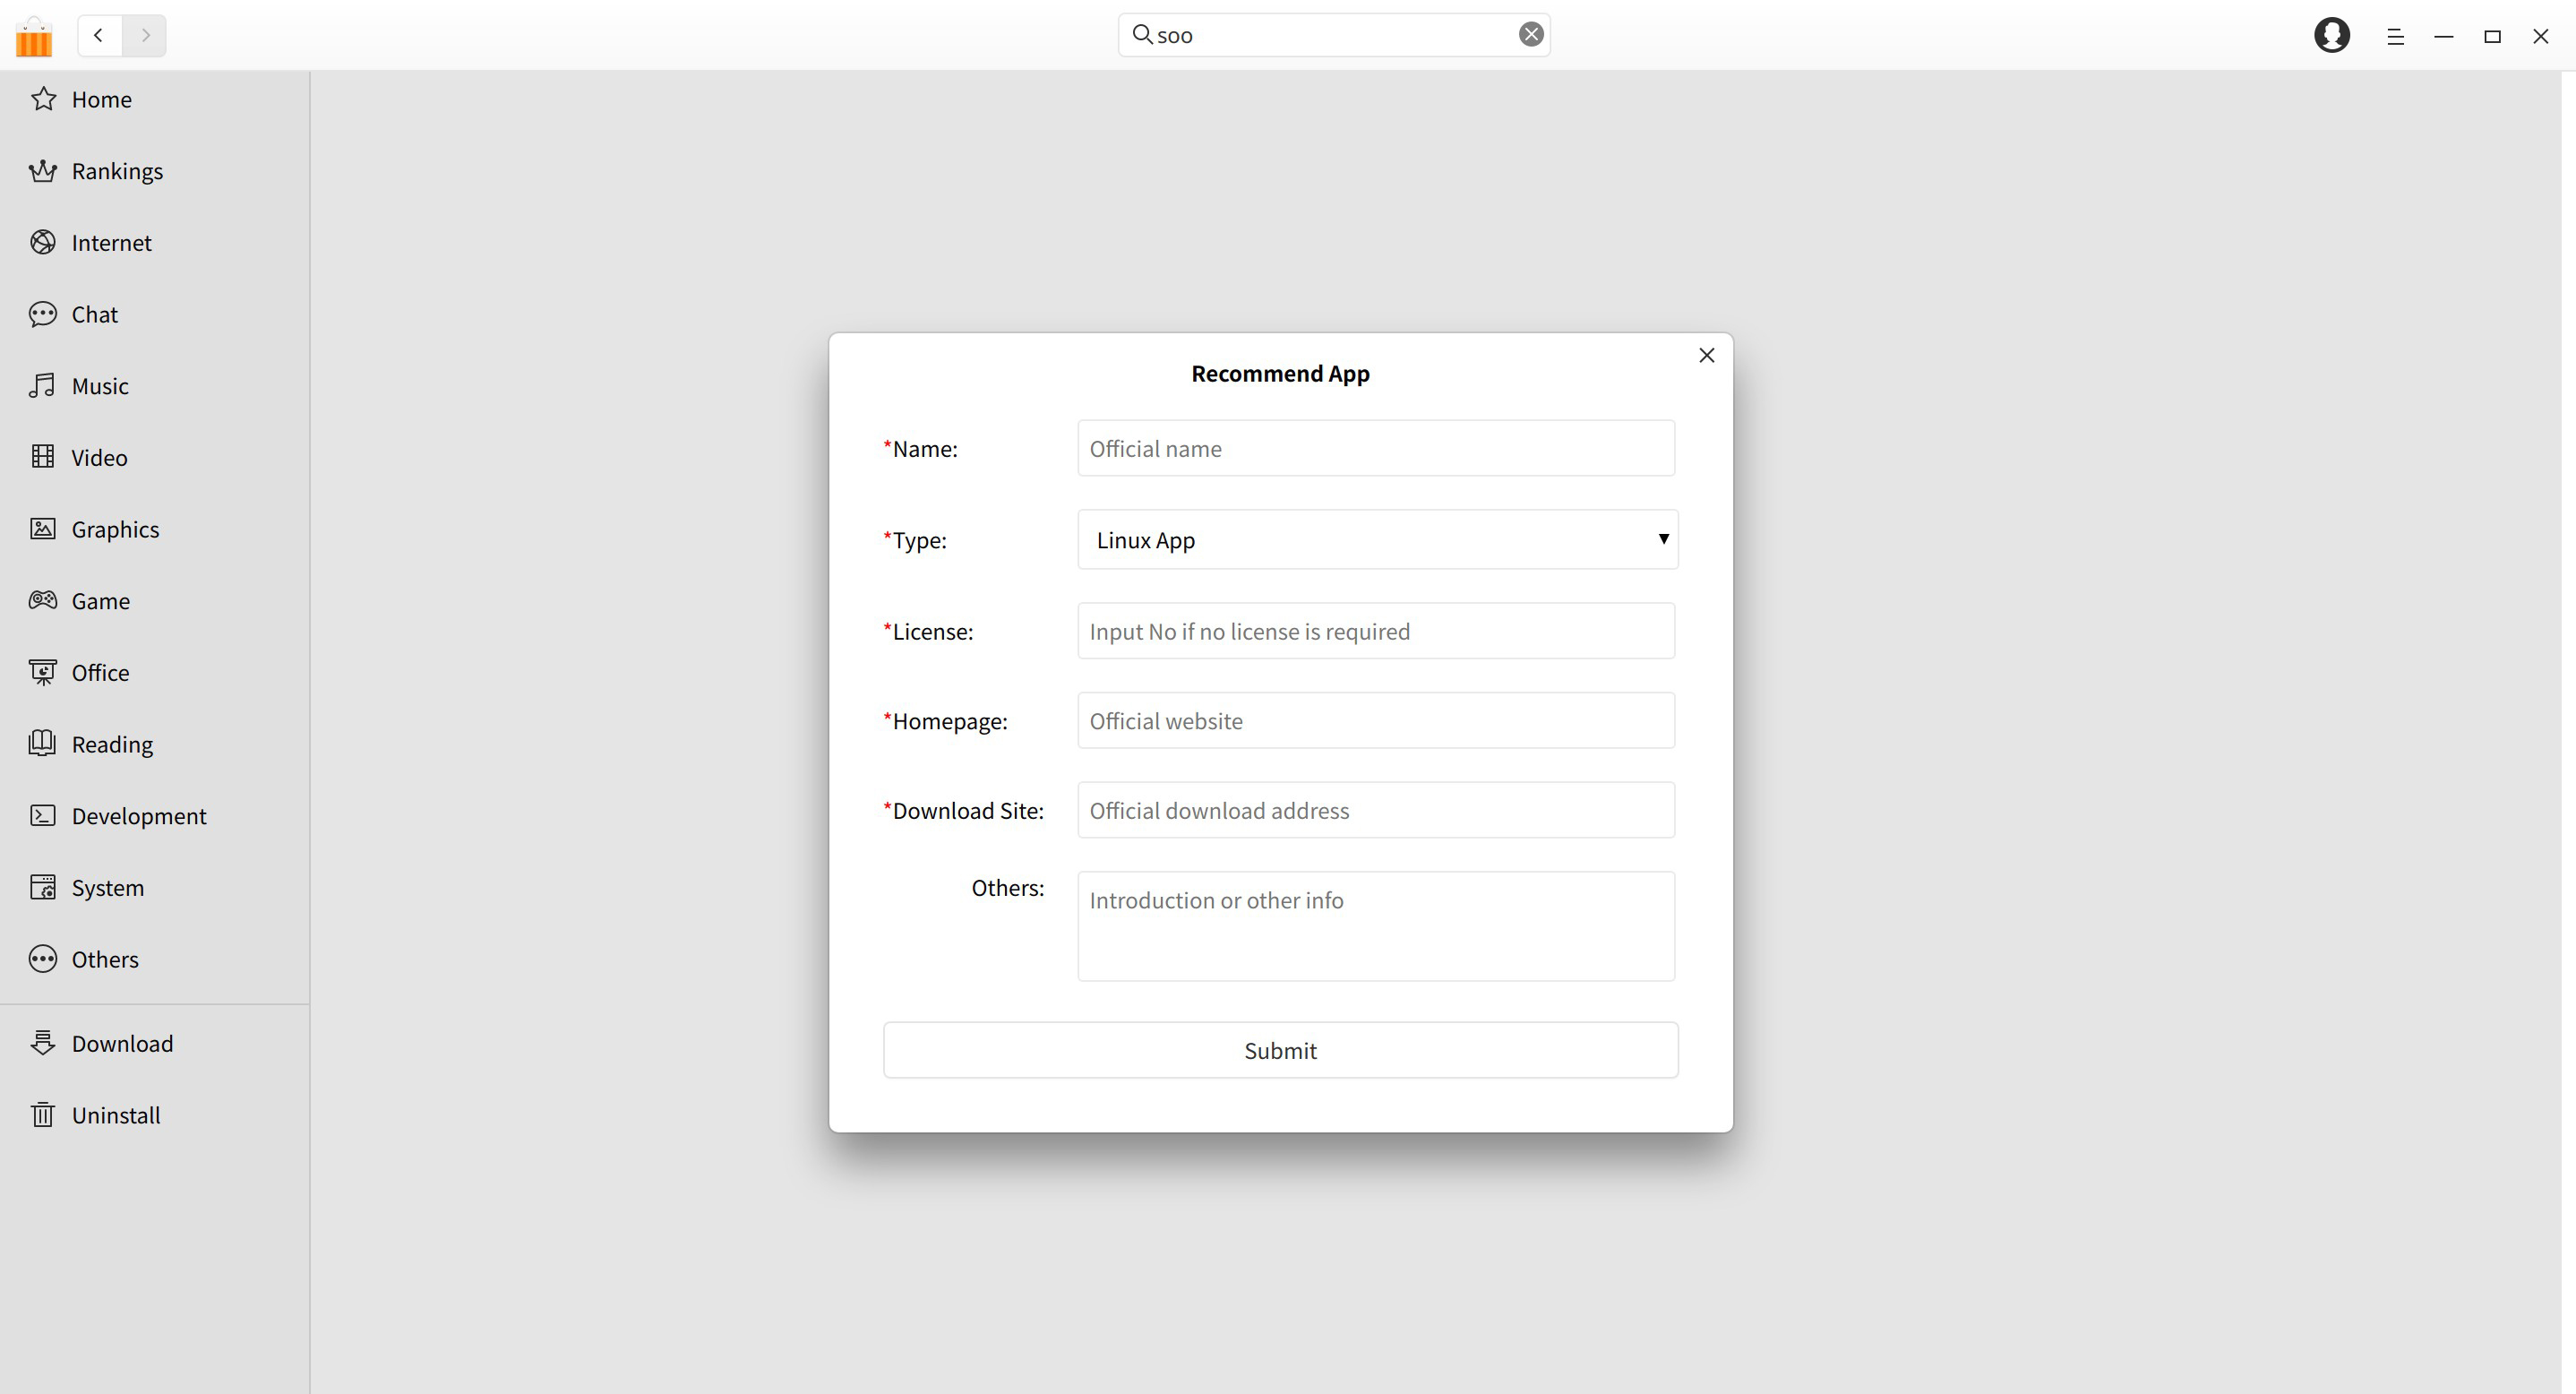 soo
Home
Rankings
Internet
Chat
Music
Video
Graphics
Game
Office
Reading
Development
System
Others
Download
Uninstall
Recommend App
*Name: Official name
*Type: Linux App
*License: Input No if no license is required
*Homepage: Official website
*Download Site: Official download address
Others: Introduction or other info
Submit